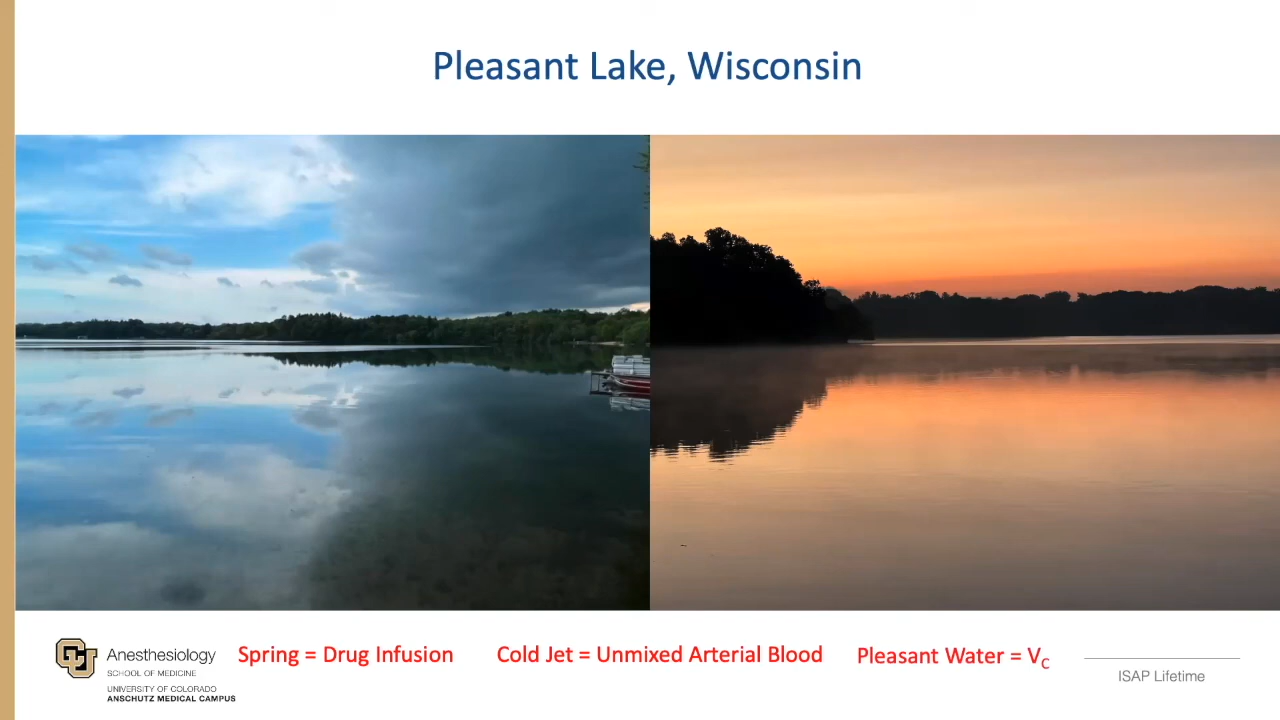 Pleasant Lake, Wisconsin
Spring = Drug Infusion
Cold Jet = Unmixed Arterial Blood
Pleasant Water = V_C
CU Anesthesiology
SCHOOL OF MEDICINE
UNIVERSITY OF COLORADO
ANSCHUTZ MEDICAL CAMPUS
ISAP Lifetime